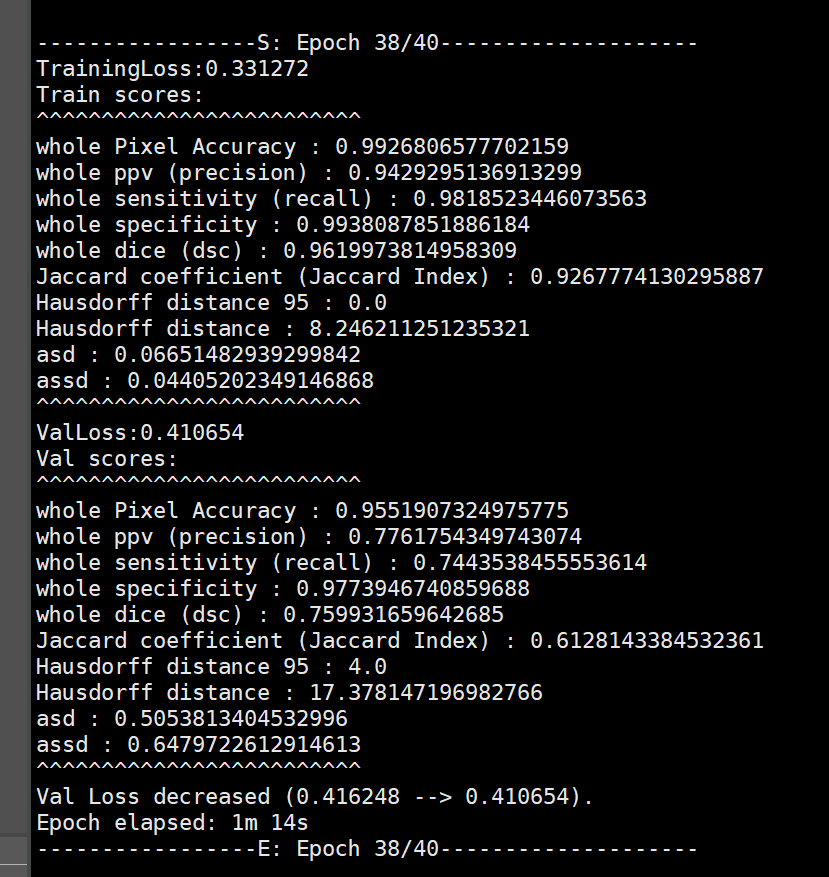 -----------------S: Epoch 38/40--------------------
TrainingLoss:0.331272
Train scores:
^^^^^^^^^^^^^^^^^^^^^^^^^
whole Pixel Accuracy : 0.9926806577702159
whole ppv (precision) : 0.9429295136913299
whole sensitivity (recall) : 0.9818523446073563
whole specificity : 0.9938087851886184
whole dice (dsc) : 0.9619973814958309
Jaccard coefficient (Jaccard Index) : 0.9267774130295887
Hausdorff distance 95 : 0.0
Hausdorff distance : 8.246211251235321
asd : 0.06651482939299842
assd : 0.04405202349146868
^^^^^^^^^^^^^^^^^^^^^^^^^
ValLoss:0.410654
Val scores:
^^^^^^^^^^^^^^^^^^^^^^^^^
whole Pixel Accuracy : 0.9551907324975775
whole ppv (precision) : 0.7761754349743074
whole sensitivity (recall) : 0.7443538455553614
whole specificity : 0.9773946740859688
whole dice (dsc) : 0.759931659642685
Jaccard coefficient (Jaccard Index) : 0.6128143384532361
Hausdorff distance 95 : 4.0
Hausdorff distance : 17.378147196982766
asd : 0.5053813404532996
assd : 0.6479722612914613
^^^^^^^^^^^^^^^^^^^^^^^^^
Val Loss decreased (0.416248 --> 0.410654).
Epoch elapsed: 1m 14s
-----------------E: Epoch 38/40--------------------